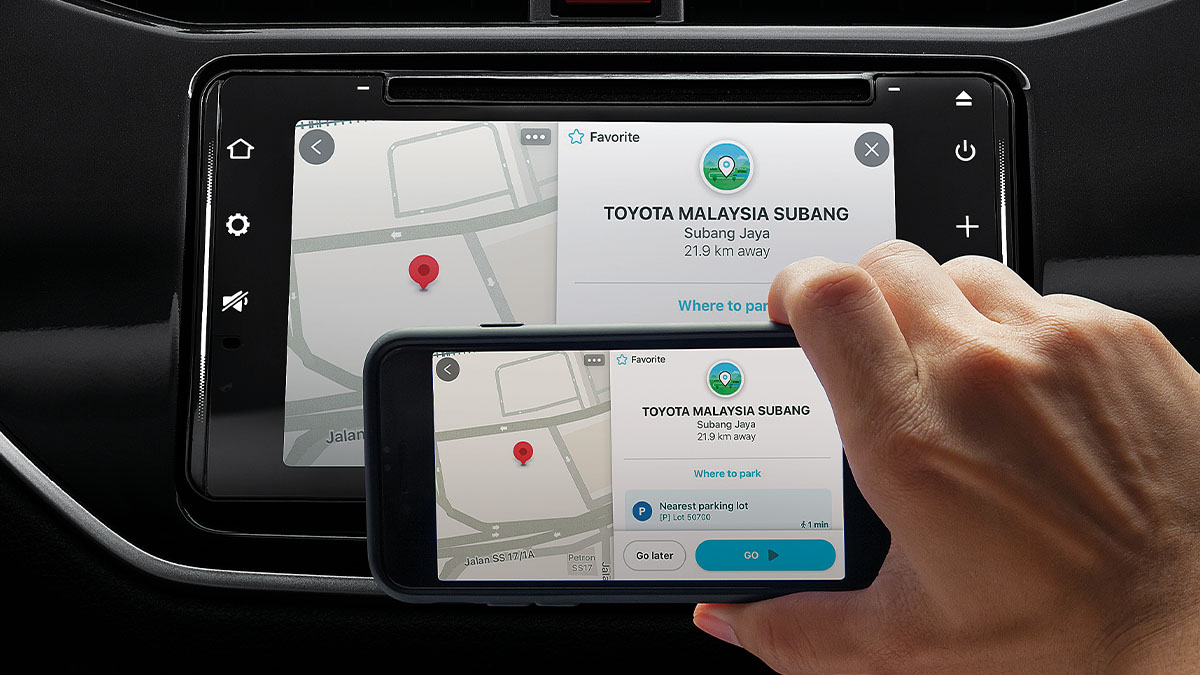 Favorite
TOYOTA MALAYSIA SUBANG
Subang Jaya
21.9 km away
Where to par
Jalan
Favorite
TOYOTA MALAYSIA SUBANG
Subang Jaya
21.9 km away
Where to park
P
Nearest parking lot
[P] Lot 50700
1 min
Jalan SS 17/1A
Petron
SS17
Jal
Go later
GO